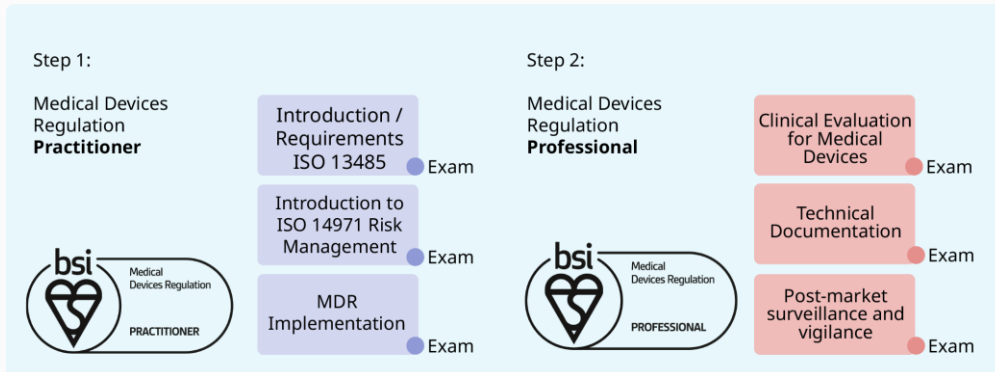 Step 1:
Medical Devices
Regulation
Practitioner
Introduction /
Requirements
ISO 13485
Exam
Introduction to
ISO 14971 Risk
Management
Exam
MDR
Implementation
Exam
bsi
Medical
Devices Regulation
PRACTITIONER
Step 2:
Medical Devices
Regulation
Professional
Clinical Evaluation
for Medical
Devices
Exam
Technical
Documentation
Exam
Post-market
surveillance and
vigilance
Exam
bsi
Medical
Devices Regulation
PROFESSIONAL